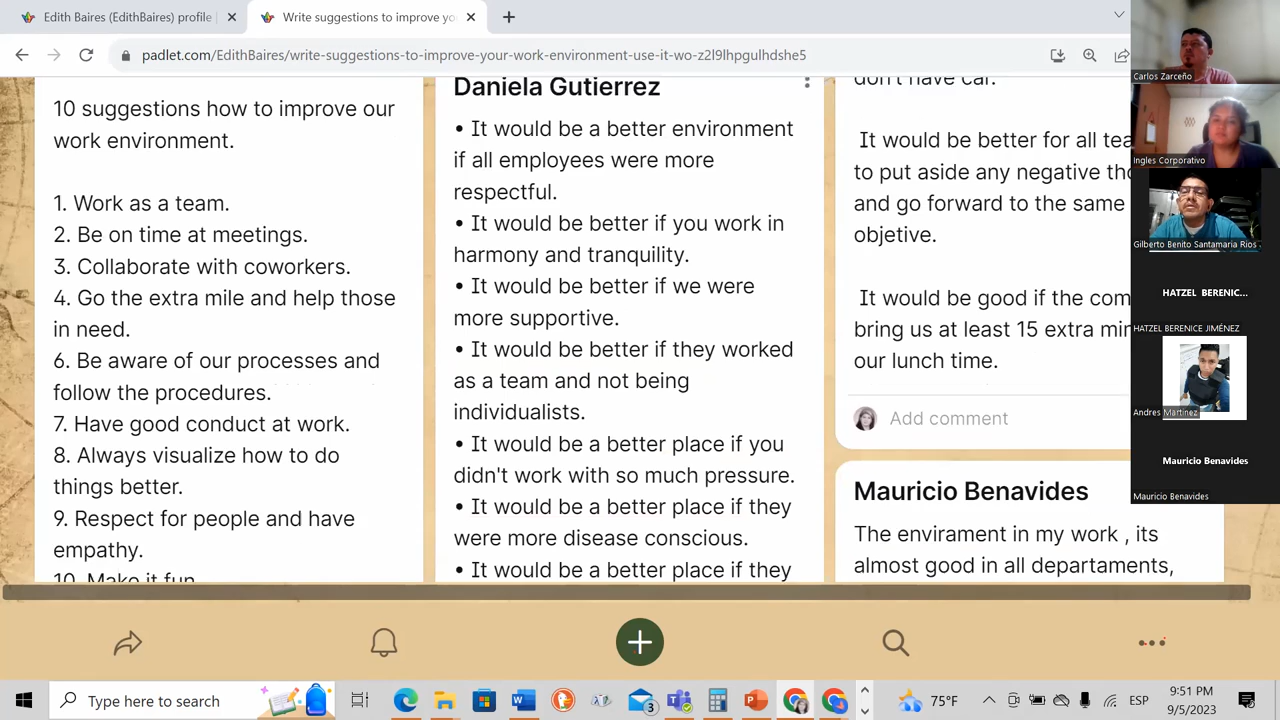 Edith Baires (EdithBaires) profile
Write suggestions to improve yo
padlet.com/EdithBaires/write-suggestions-to-improve-your-work-environment-use-it-wo-z2l9lhpgulhdshe5
10 suggestions how to improve our
work environment.
1. Work as a team.
2. Be on time at meetings.
3. Collaborate with coworkers.
4. Go the extra mile and help those
in need.
6. Be aware of our processes and
follow the procedures.
7. Have good conduct at work.
8. Always visualize how to do
things better.
9. Respect for people and have
empathy.
10. Make it fun
Daniela Gutierrez
• It would be a better environment
if all employees were more
respectful.
• It would be better if you work in
harmony and tranquility.
• It would be better if we were
more supportive.
• It would be better if they worked
as a team and not being
individualists.
• It would be a better place if you
didn't work with so much pressure.
• It would be a better place if they
were more disease conscious.
• It would be a better place if they
don't have car.
It would be better for all tea
to put aside any negative tho
and go forward to the same
objetive.
It would be good if the com
bring us at least 15 extra min
our lunch time.
Add comment
Mauricio Benavides
The envirament in my work , its
almost good in all departaments,
Carlos Zarceño
Ingles Corporativo
Gilberto Benito Santamaria Rios
HATZEL BERENIC...
HATZEL BERENICE JIMÉNEZ
Andres Martinez
Mauricio Benavides
Mauricio Benavides
Type here to search
3
75°F
ESP
9:51 PM
9/5/2023